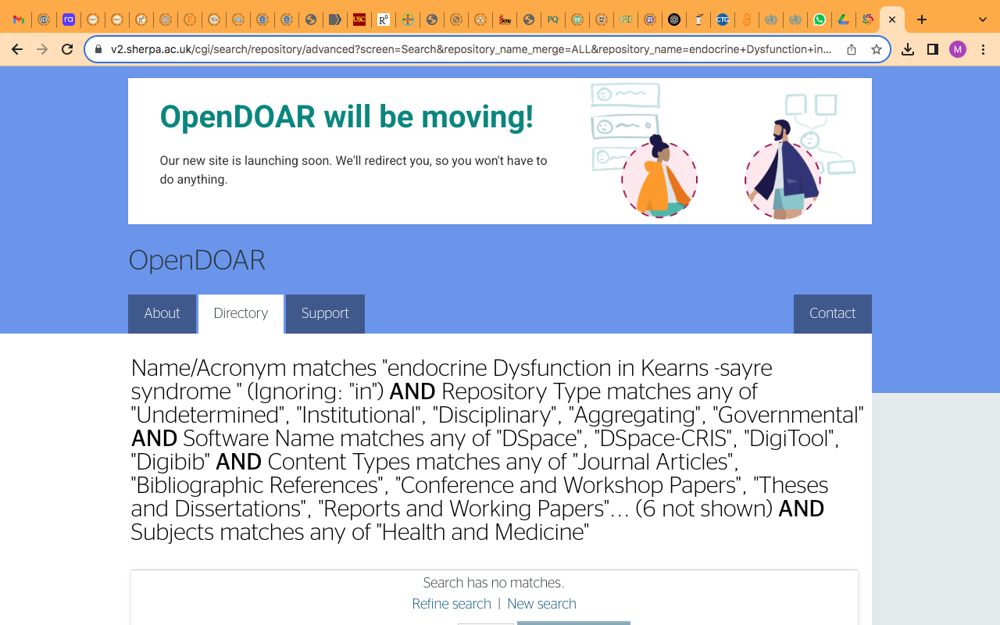 v2.sherpa.ac.uk/cgi/search/repository/advanced?screen=Search&repository_name_merge=ALL&repository_name=endocrine+Dysfunction+in...
M
OpenDOAR will be moving!
Our new site is launching soon. We'll redirect you, so you won't have to
do anything.
OpenDOAR
About
Directory
Support
Contact
Name/Acronym matches "endocrine Dysfunction in Kearns -sayre
syndrome " (Ignoring: "in") AND Repository Type matches any of
"Undetermined", "Institutional", "Disciplinary", "Aggregating", "Governmental"
AND Software Name matches any of "DSpace", "DSpace-CRIS", "DigiTool",
"Digibib" AND Content Types matches any of "Journal Articles",
"Bibliographic References", "Conference and Workshop Papers", "Theses
and Dissertations", "Reports and Working Papers"... (6 not shown) AND
Subjects matches any of "Health and Medicine"
Search has no matches.
Refine search | New search